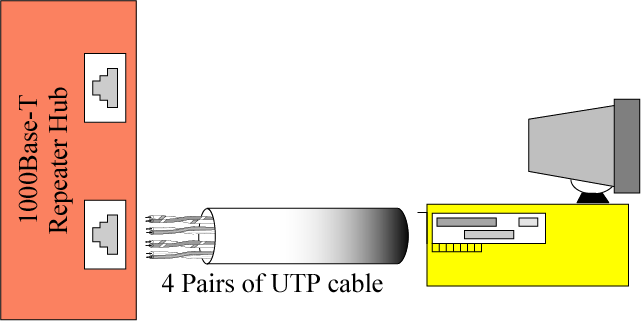 1000Base-T
Repeater Hub
4 Pairs of UTP cable